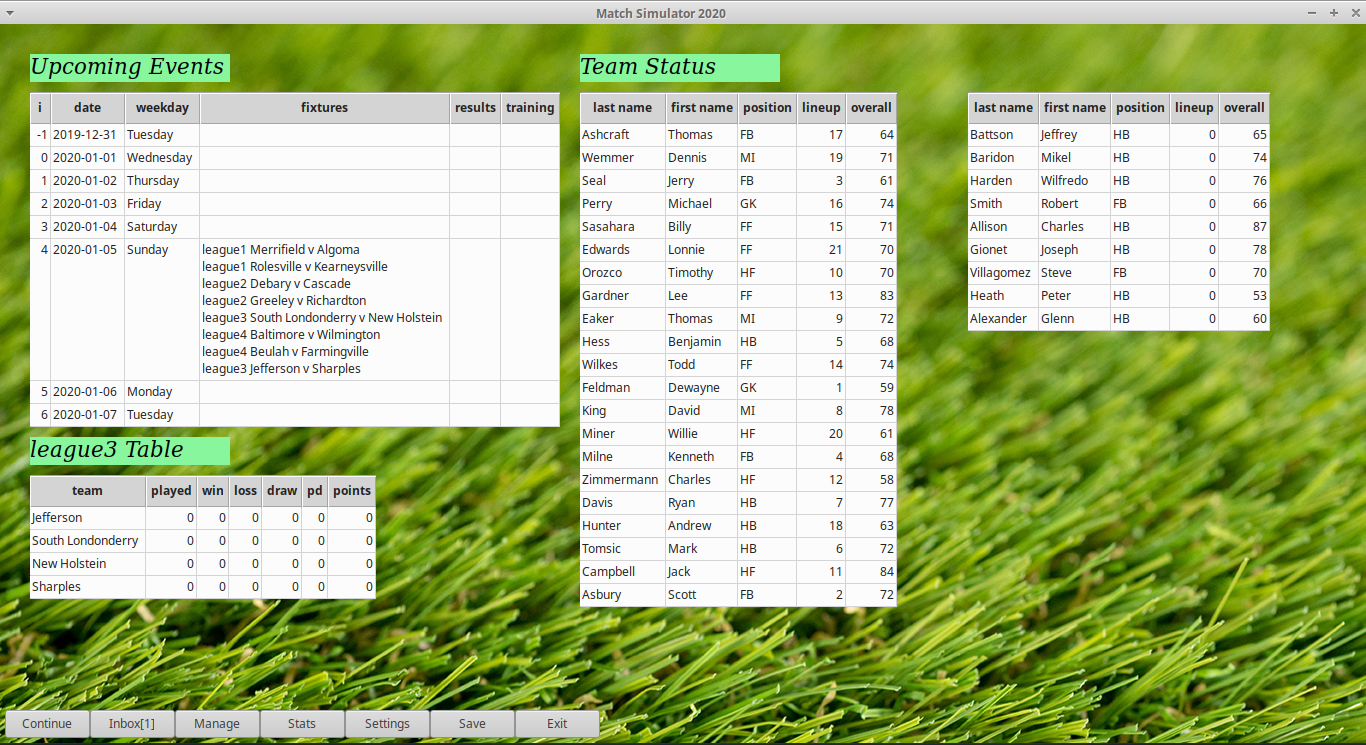 Match Simulator 2020
Upcoming Events
i date weekday fixtures results training
-1 2019-12-31 Tuesday
0 2020-01-01 Wednesday
1 2020-01-02 Thursday
2 2020-01-03 Friday
3 2020-01-04 Saturday
4 2020-01-05 Sunday league1 Merrifield v Algoma
league1 Rolesville v Kearneysville
league2 Debary v Cascade
league2 Greeley v Richardton
league3 South Londonderry v New Holstein
league4 Baltimore v Wilmington
league4 Beulah v Farmingville
league3 Jefferson v Sharples
5 2020-01-06 Monday
6 2020-01-07 Tuesday
league3 Table
team played win loss draw pd points
Jefferson 0 0 0 0 0 0
South Londonderry 0 0 0 0 0 0
New Holstein 0 0 0 0 0 0
Sharples 0 0 0 0 0 0
Team Status
last name first name position lineup overall
Ashcraft Thomas FB 17 64
Wemmer Dennis MI 19 71
Seal Jerry FB 3 61
Perry Michael GK 16 74
Sasahara Billy FF 15 71
Edwards Lonnie FF 21 70
Orozco Timothy HF 10 70
Gardner Lee FF 13 83
Eaker Thomas MI 9 72
Hess Benjamin HB 5 68
Wilkes Todd FF 14 74
Feldman Dewayne GK 1 59
King David MI 8 78
Miner Willie HF 20 61
Milne Kenneth FB 4 68
Zimmermann Charles HF 12 58
Davis Ryan HB 7 77
Hunter Andrew HB 18 63
Tomsic Mark HB 6 72
Campbell Jack HF 11 84
Asbury Scott FB 2 72
last name first name position lineup overall
Battson Jeffrey HB 0 65
Baridon Mikel HB 0 74
Harden Wilfredo HB 0 76
Smith Robert FB 0 66
Allison Charles HB 0 87
Gionet Joseph HB 0 78
Villagomez Steve FB 0 70
Heath Peter HB 0 53
Alexander Glenn HB 0 60
Continue Inbox[1] Manage Stats Settings Save Exit